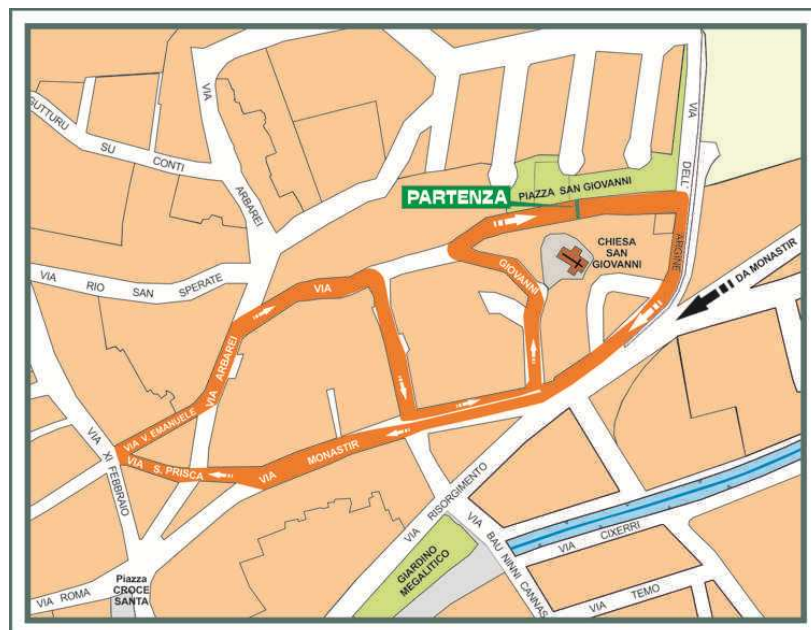 GUTTURU
SU
CONTI
VIA
ARBAREI
VIA
DELL'
ARGINE
PIAZZA SAN GIOVANNI
PARTENZA
CHIESA
SAN
GIOVANNI
GIOVANNI
DA MONASTIR
VIA RIO SAN SPERATE
VIA
VIA ARBAREI
VIA V. EMANUELE
VIA S. PRISCA
VIA MONASTIR
VIA XI FEBBRAIO
VIA RISORGIMENTO
VIA BAU NINNI CANNAS
VIA CIXERRI
GIARDINO
MEGALITICO
VIA TEMO
Piazza
CROCE
SANTA
VIA ROMA